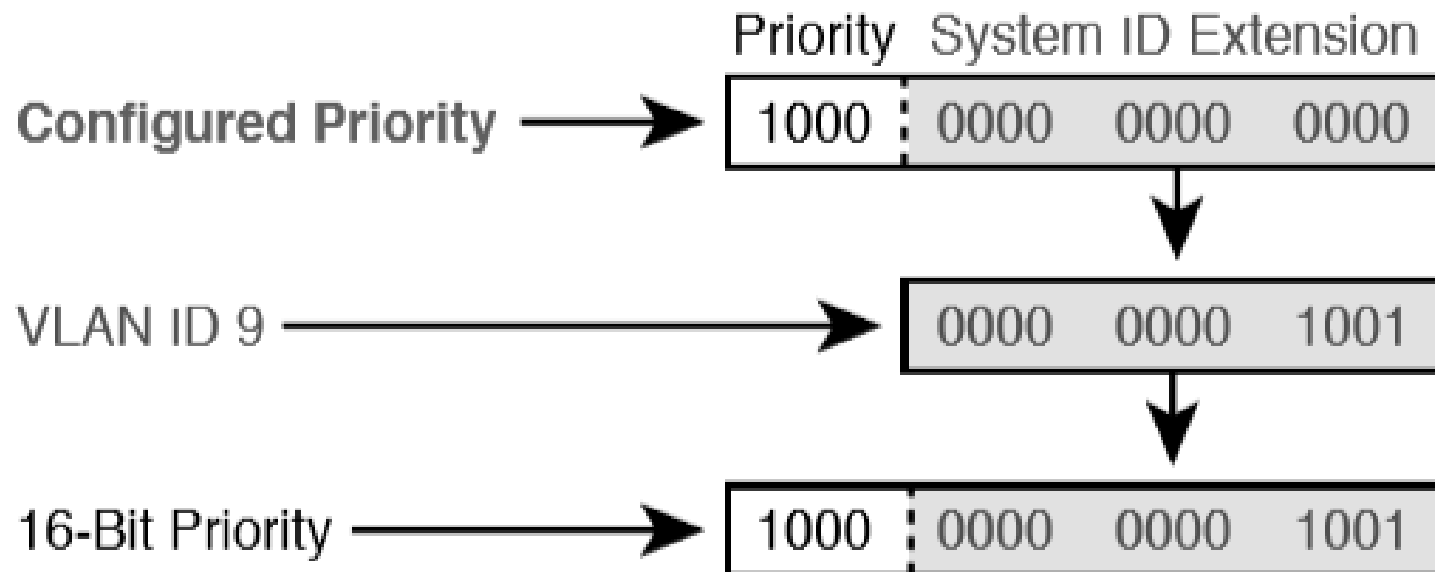 Priority System ID Extension
Configured Priority 1000 0000 0000 0000
VLAN ID 9 0000 0000 1001
16-Bit Priority 1000 0000 0000 1001